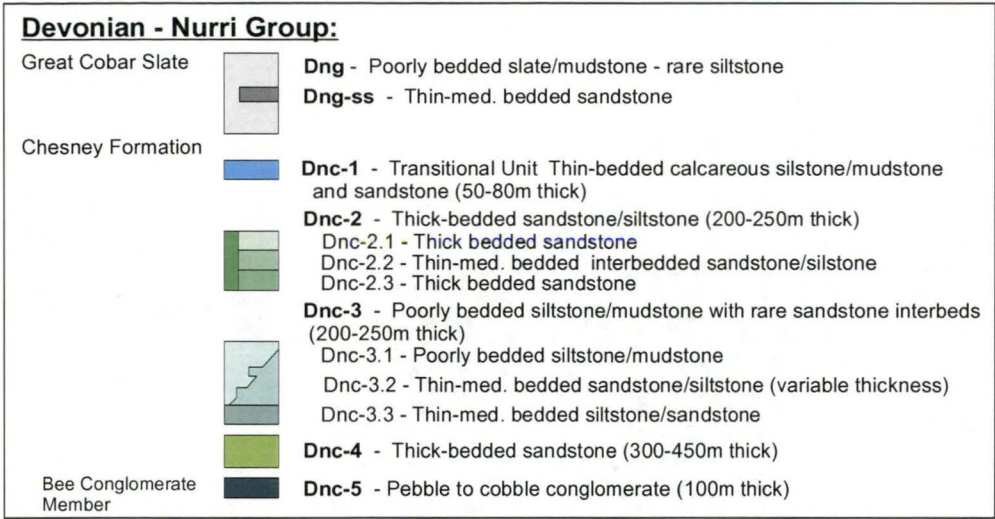 Devonian - Nurri Group:
Great Cobar Slate
Dng - Poorly bedded slate/mudstone - rare siltstone
Dng-ss - Thin-med. bedded sandstone
Chesney Formation
Dnc-1 - Transitional Unit Thin-bedded calcareous silstone/mudstone
and sandstone (50-80m thick)
Dnc-2 - Thick-bedded sandstone/siltstone (200-250m thick)
Dnc-2.1 - Thick bedded sandstone
Dnc-2.2 - Thin-med. bedded interbedded sandstone/silstone
Dnc-2.3 - Thick bedded sandstone
Dnc-3 - Poorly bedded siltstone/mudstone with rare sandstone interbeds
(200-250m thick)
Dnc-3.1 - Poorly bedded siltstone/mudstone
Dnc-3.2 - Thin-med. bedded sandstone/siltstone (variable thickness)
Dnc-3.3 - Thin-med. bedded siltstone/sandstone
Dnc-4 - Thick-bedded sandstone (300-450m thick)
Bee Conglomerate
Member
Dnc-5 - Pebble to cobble conglomerate (100m thick)